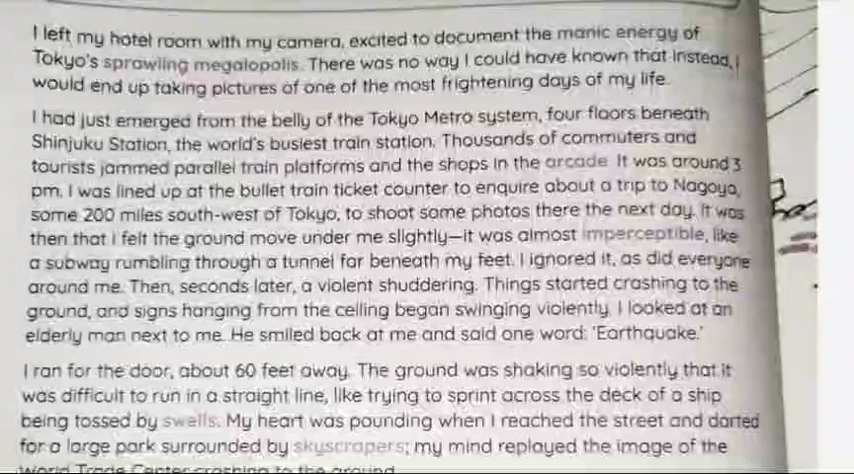 I left my hotel room with my camera, excited to document the manic energy of
Tokyo's sprawling megalopolis. There was no way I could have known that instead, I
would end up taking pictures of one of the most frightening days of my life.
I had just emerged from the belly of the Tokyo Metro system, four floors beneath
Shinjuku Station, the world's busiest train station. Thousands of commuters and
tourists jammed parallel train platforms and the shops in the arcade. It was around 3
pm. I was lined up at the bullet train ticket counter to enquire about a trip to Nagoya,
some 200 miles south-west of Tokyo, to shoot some photos there the next day. It was
then that I felt the ground move under me slightly—it was almost imperceptible, like
a subway rumbling through a tunnel far beneath my feet. I ignored it, as did everyone
around me. Then, seconds later, a violent shuddering. Things started crashing to the
ground, and signs hanging from the ceiling began swinging violently. I looked at an
elderly man next to me. He smiled back at me and said one word: 'Earthquake.'
I ran for the door, about 60 feet away. The ground was shaking so violently that it
was difficult to run in a straight line, like trying to sprint across the deck of a ship
being tossed by swells. My heart was pounding when I reached the street and darted
for a large park surrounded by skyscrapers; my mind replayed the image of the
World Trade Center crashing to the ground